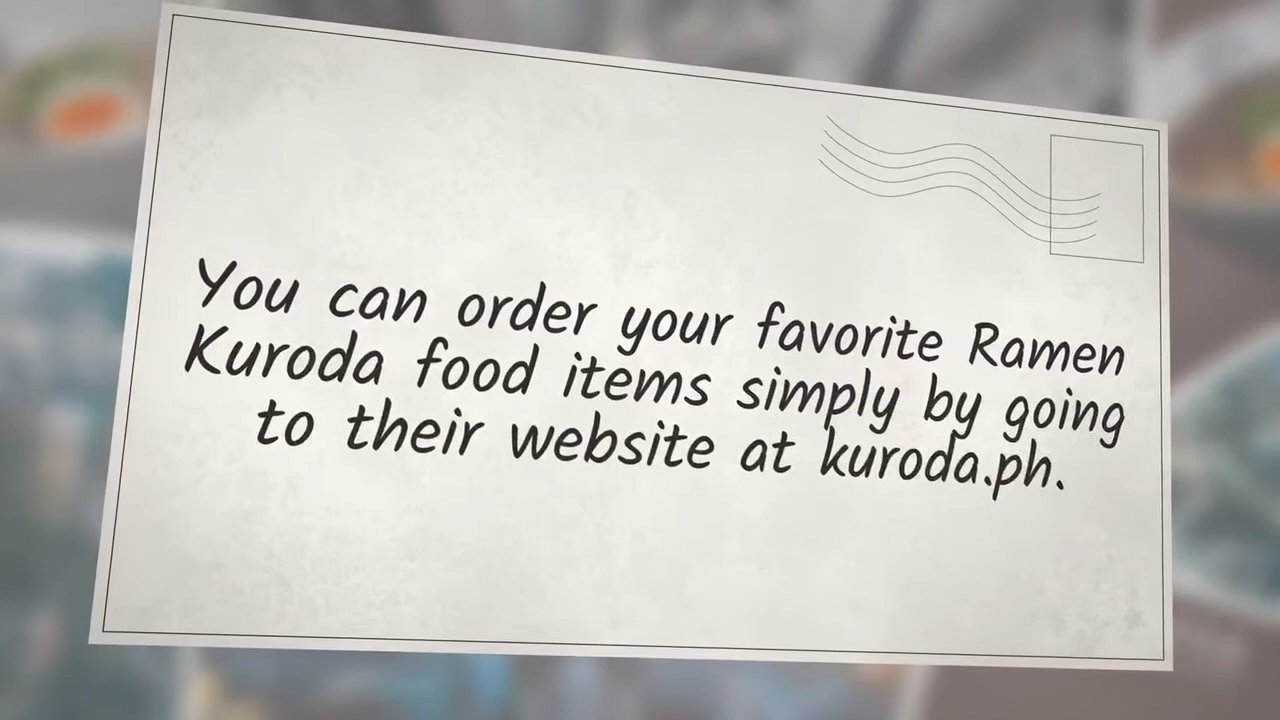 You can order your favorite Ramen
Kuroda food items simply by going
to their website at kuroda.ph.